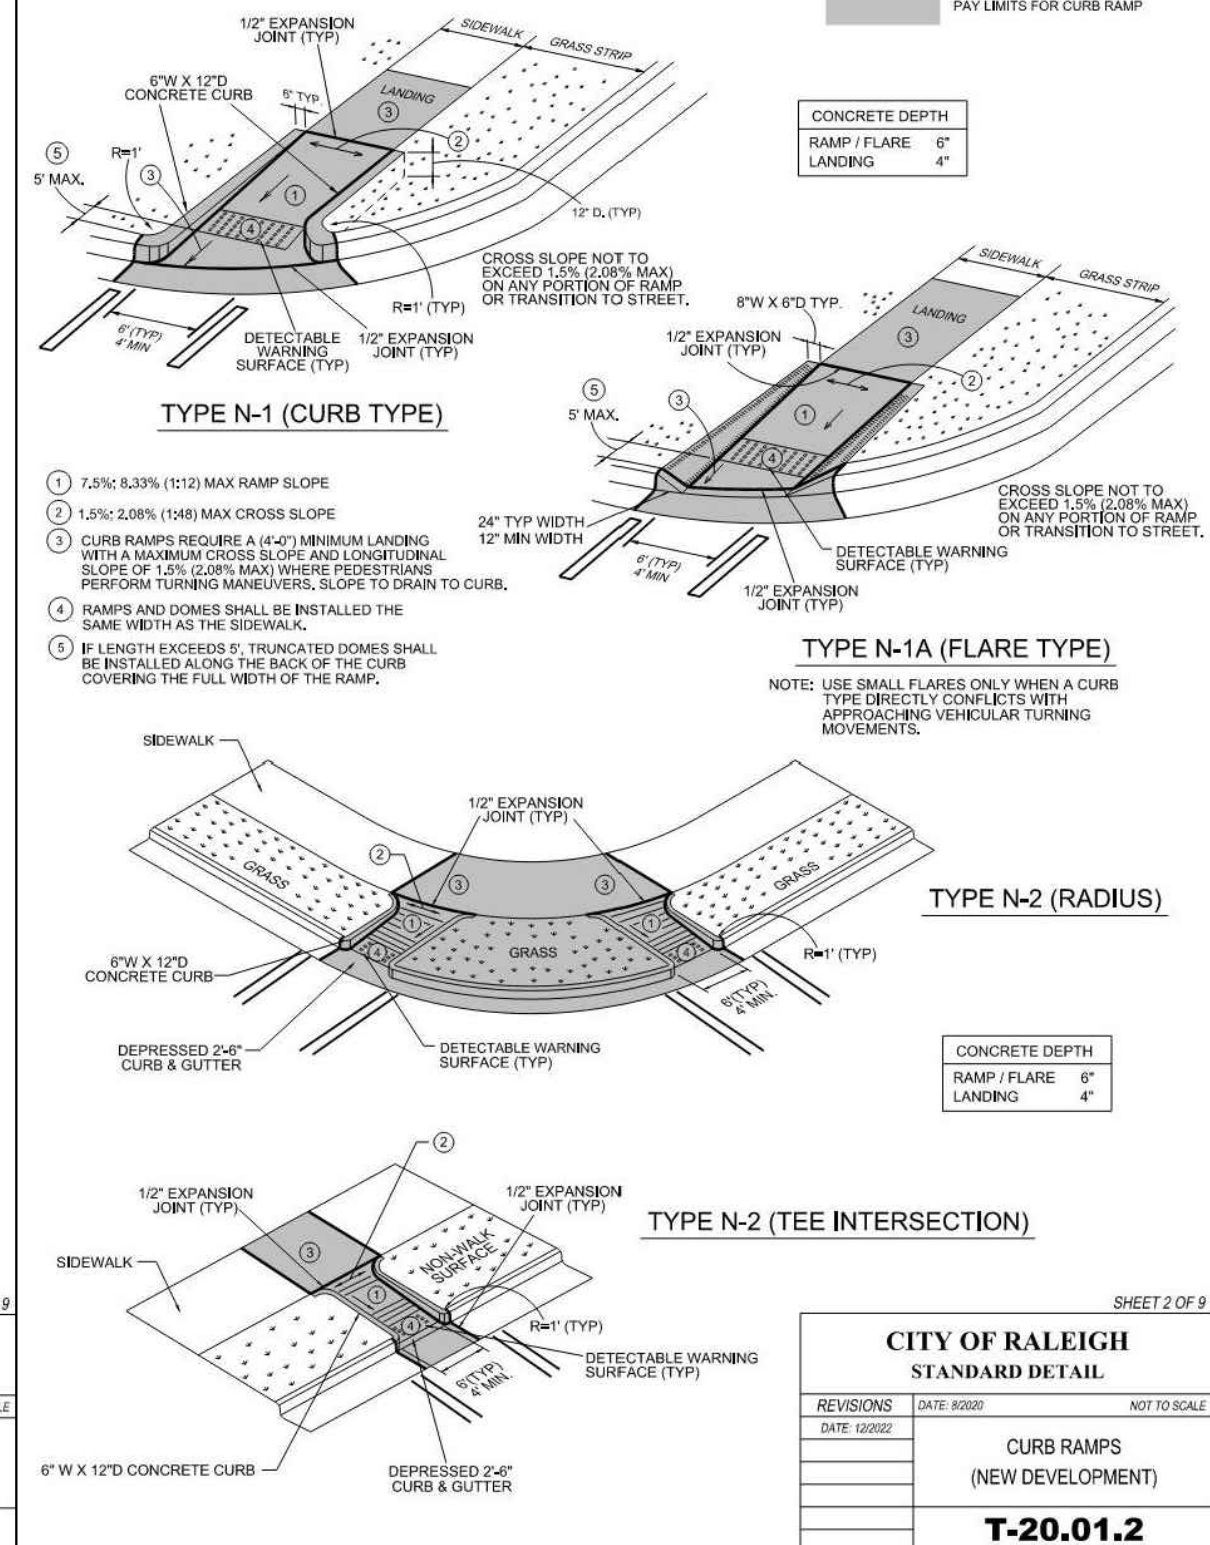 PAY LIMITS FOR CURB RAMP
1/2" EXPANSION
JOINT (TYP)
SIDEWALK
GRASS STRIP
6"W X 12"D
CONCRETE CURB
6" TYP.
LANDING
3
2
5
5' MAX.
R=1'
3
1
4
12" D. (TYP)
CONCRETE DEPTH
RAMP / FLARE 6"
LANDING 4"
CROSS SLOPE NOT TO
EXCEED 1.5% (2.08% MAX)
ON ANY PORTION OF RAMP
OR TRANSITION TO STREET.
R=1' (TYP)
6' (TYP)
4' MIN
DETECTABLE
WARNING
SURFACE (TYP)
1/2" EXPANSION
JOINT (TYP)
TYPE N-1 (CURB TYPE)
SIDEWALK
GRASS STRIP
8"W X 6"D TYP.
LANDING
1/2" EXPANSION
JOINT (TYP)
3
2
5
5' MAX.
3
1
4
24" TYP WIDTH
12" MIN WIDTH
6' (TYP)
4' MIN
CROSS SLOPE NOT TO
EXCEED 1.5% (2.08% MAX)
ON ANY PORTION OF RAMP
OR TRANSITION TO STREET.
DETECTABLE WARNING
SURFACE (TYP)
1/2" EXPANSION
JOINT (TYP)
TYPE N-1A (FLARE TYPE)
NOTE: USE SMALL FLARES ONLY WHEN A CURB
TYPE DIRECTLY CONFLICTS WITH
APPROACHING VEHICULAR TURNING
MOVEMENTS.
1 7.5%; 8.33% (1:12) MAX RAMP SLOPE
2 1.5%; 2.08% (1:48) MAX CROSS SLOPE
3 CURB RAMPS REQUIRE A (4'-0") MINIMUM LANDING
WITH A MAXIMUM CROSS SLOPE AND LONGITUDINAL
SLOPE OF 1.5% (2.08% MAX) WHERE PEDESTRIANS
PERFORM TURNING MANEUVERS. SLOPE TO DRAIN TO CURB.
4 RAMPS AND DOMES SHALL BE INSTALLED THE
SAME WIDTH AS THE SIDEWALK.
5 IF LENGTH EXCEEDS 5', TRUNCATED DOMES SHALL
BE INSTALLED ALONG THE BACK OF THE CURB
COVERING THE FULL WIDTH OF THE RAMP.
SIDEWALK
1/2" EXPANSION
JOINT (TYP)
GRASS
2
3
3
GRASS
1
1
4
GRASS
4
6"W X 12"D
CONCRETE CURB
R=1' (TYP)
6'(TYP)
4' MIN.
DEPRESSED 2'-6"
CURB & GUTTER
DETECTABLE WARNING
SURFACE (TYP)
TYPE N-2 (RADIUS)
CONCRETE DEPTH
RAMP / FLARE 6"
LANDING 4"
2
1/2" EXPANSION
JOINT (TYP)
1/2" EXPANSION
JOINT (TYP)
SIDEWALK
3
NON-WALK
SURFACE
1
4
R=1' (TYP)
DETECTABLE WARNING
SURFACE (TYP)
6'(TYP)
4' MIN.
6" W X 12"D CONCRETE CURB
DEPRESSED 2'-6"
CURB & GUTTER
TYPE N-2 (TEE INTERSECTION)
9
LE
SHEET 2 OF 9
CITY OF RALEIGH
STANDARD DETAIL
REVISIONS
DATE: 8/2020 NOT TO SCALE
DATE: 12/2022
CURB RAMPS
(NEW DEVELOPMENT)
T-20.01.2